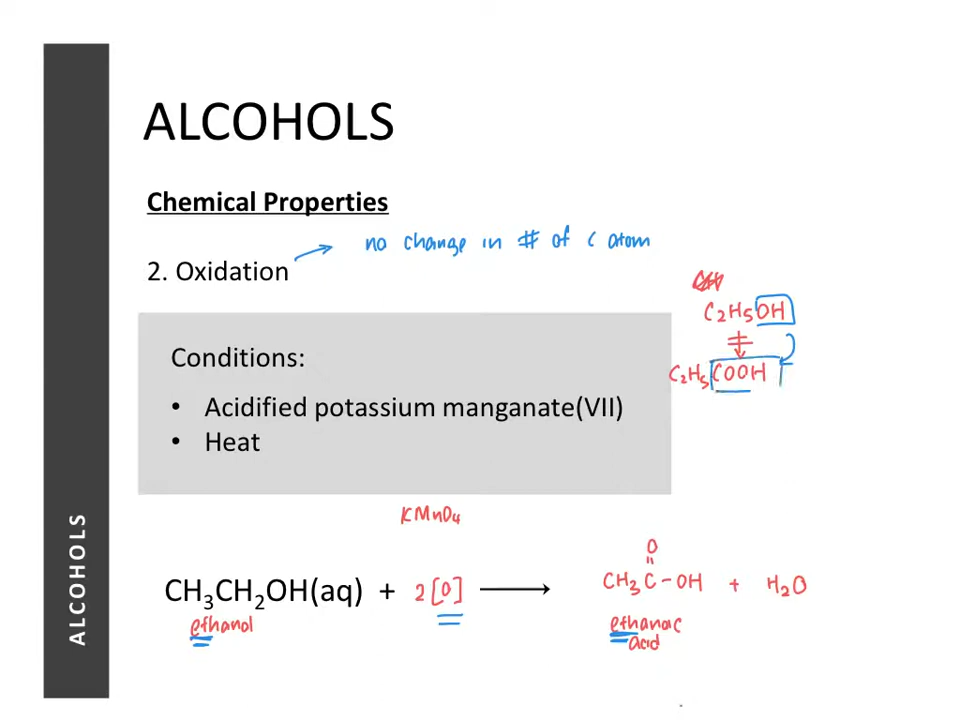 ALCOHOLS
Chemical Properties
no change in # of C atom
2. Oxidation
C2H5OH
C2H5COOH
Conditions:
• Acidified potassium manganate(VII)
• Heat
KMnO4
O
CH3CH2OH(aq) + 2[O] ⟶ CH3C-OH + H2O
ethanol
ethanoic
acid
ALCOHOLS